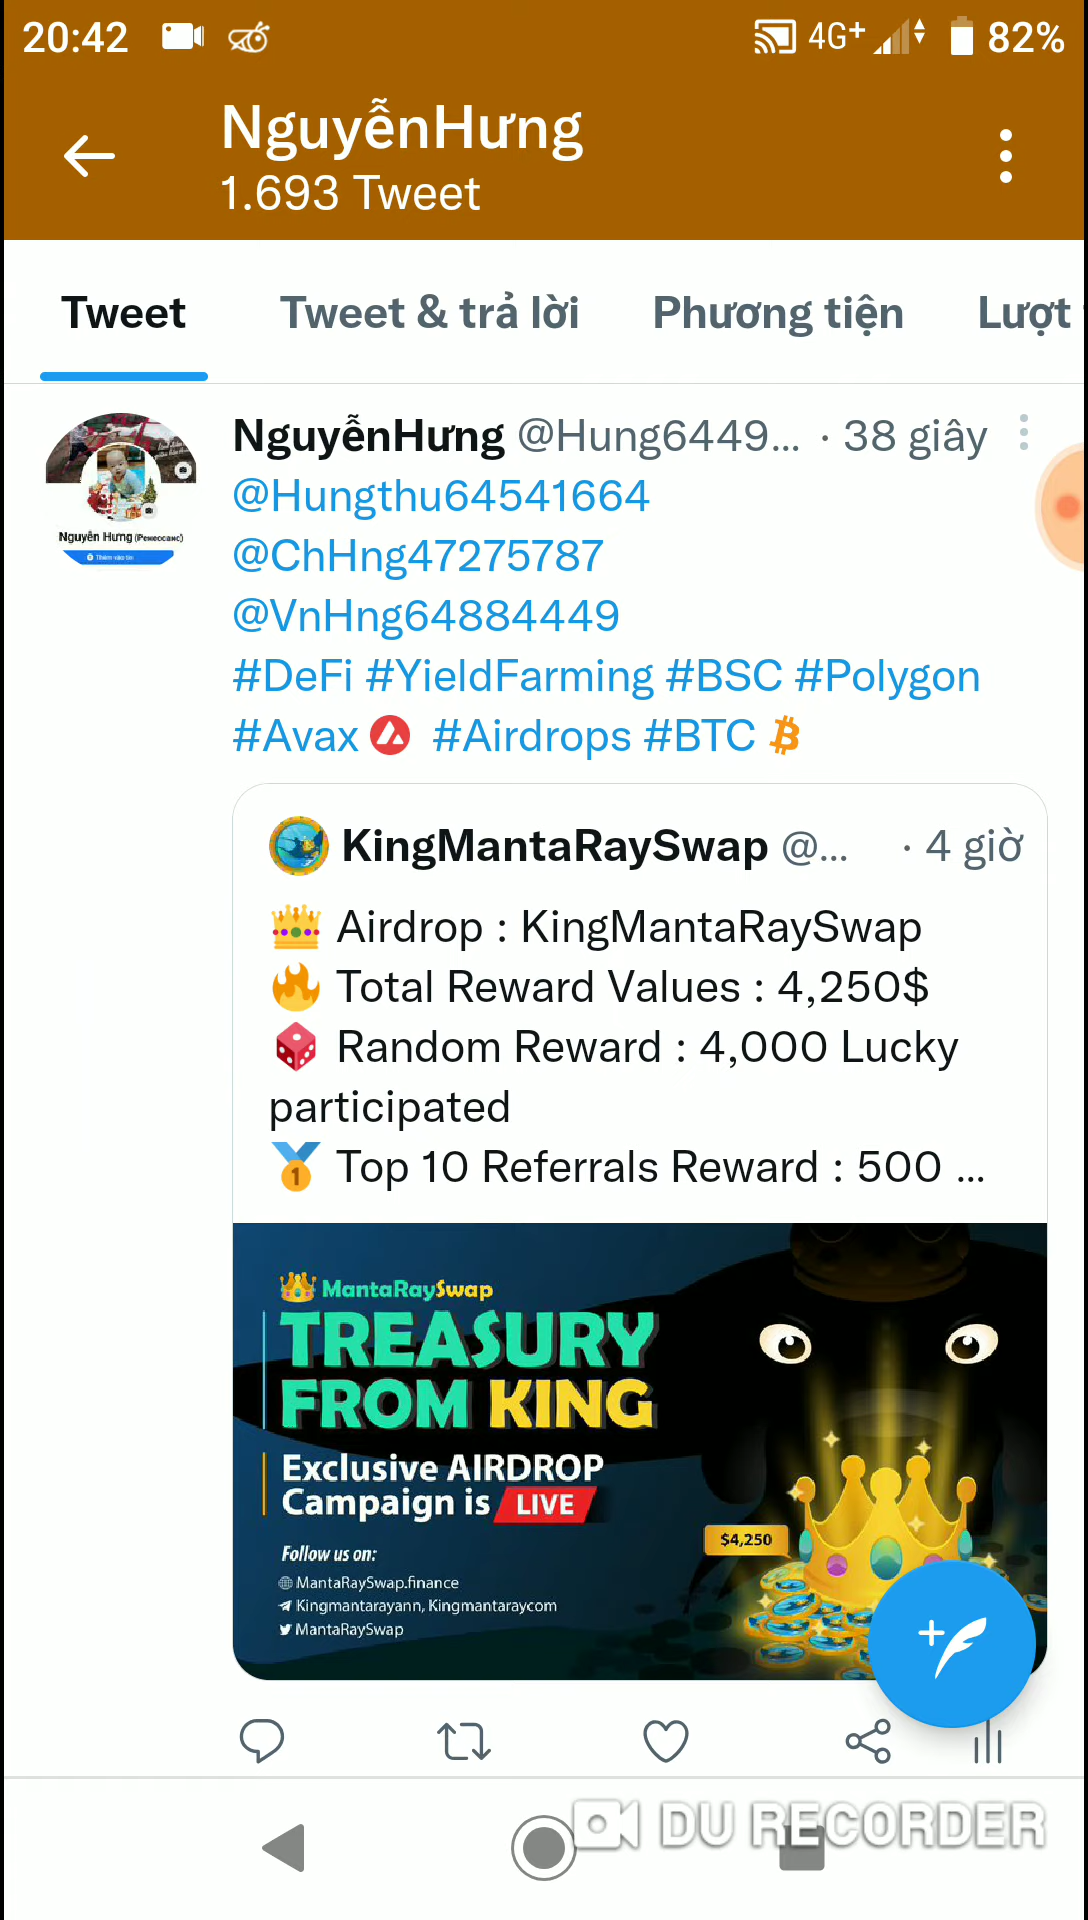 20:42 4G+ 82%
NguyễnHưng
1.693 Tweet
Tweet Tweet & trả lời Phương tiện Lượt
NguyễnHưng @Hung6449... · 38 giây
@Hungthu64541664
@ChHng47275787
@VnHng64884449
#DeFi #YieldFarming #BSC #Polygon
#Avax #Airdrops #BTC
Nguyễn Hưng
Thêm vào tin
KingMantaRaySwap @... · 4 giờ
Airdrop : KingMantaRaySwap
Total Reward Values : 4,250$
Random Reward : 4,000 Lucky
participated
1 Top 10 Referrals Reward : 500 ...
MantaRaySwap
TREASURY
FROM KING
Exclusive AIRDROP
Campaign is LIVE
$4,250
Follow us on:
MantaRaySwap.finance
Kingmantarayann, Kingmantaraycom
MantaRaySwap
DU RECORDER